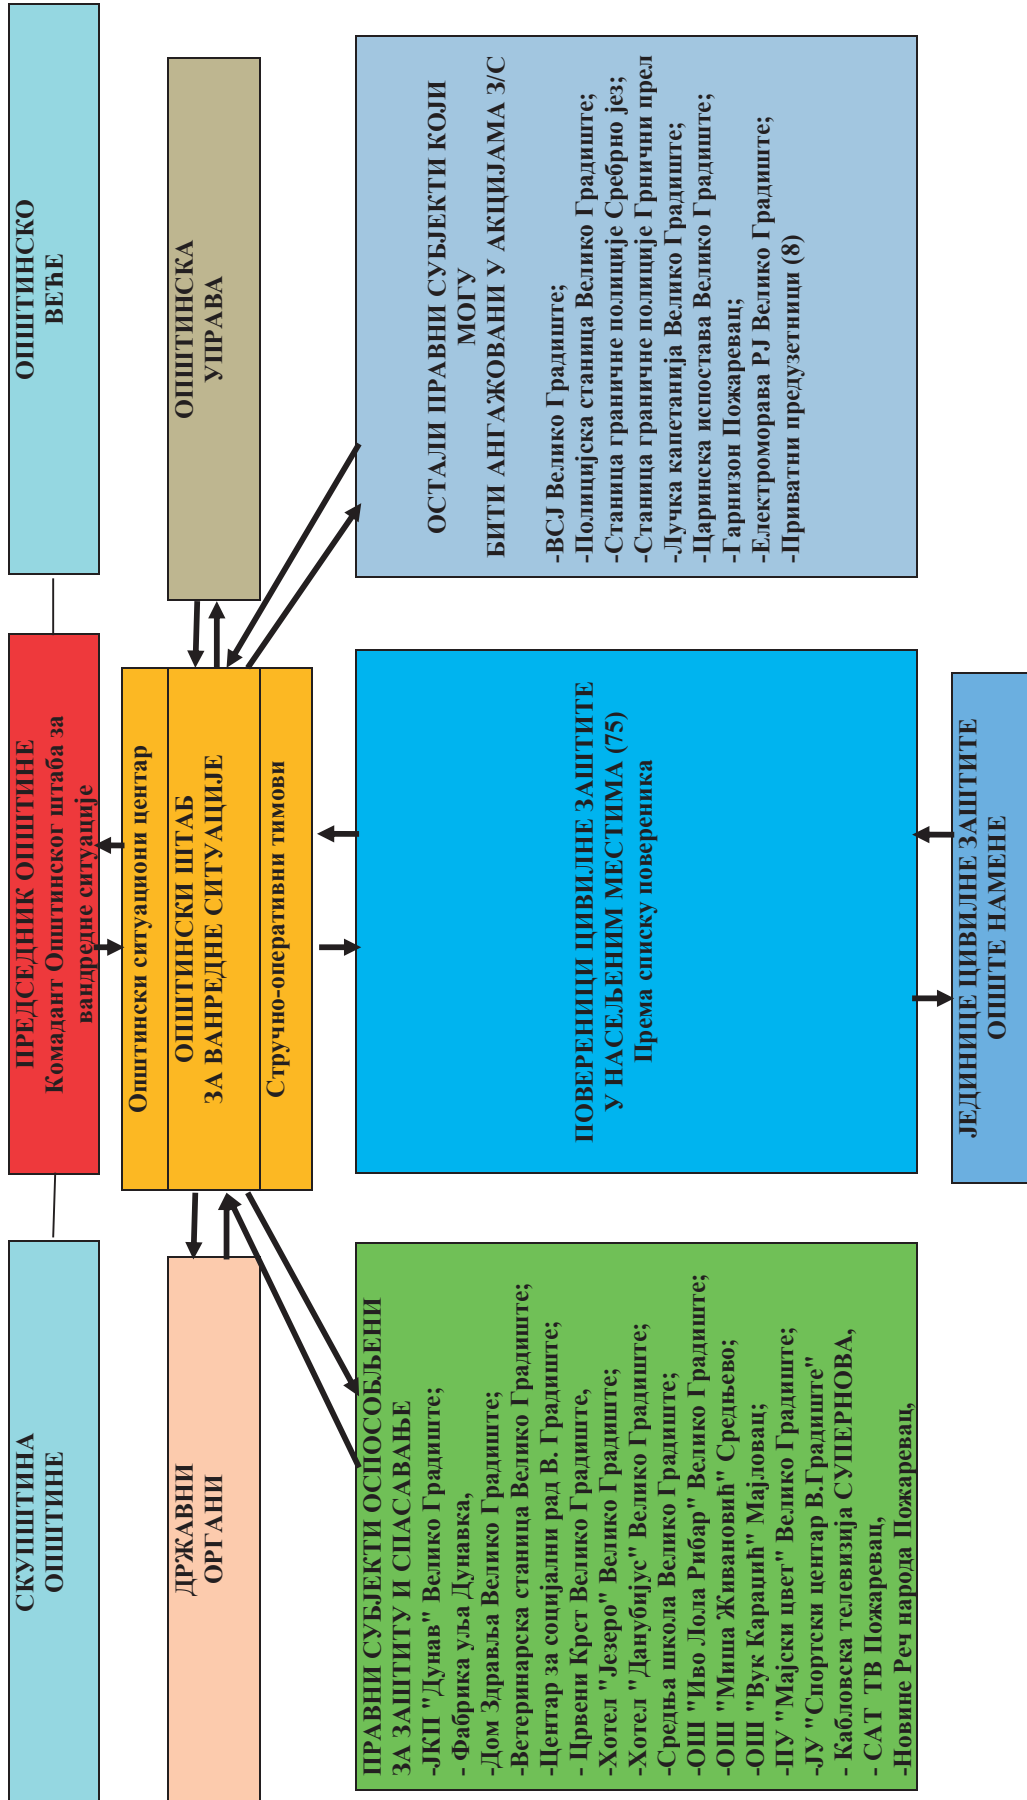 СКУПШТИНА
ОПШТИНЕ
ПРЕДСЕДНИК ОПШТИНЕ
Комадант Општинског штаба за
вандредне ситуације
ОПШТИНСКО
ВЕЋЕ
ДРЖАВНИ
ОРГАНИ
Општински ситуациони центар
ОПШТИНСКИ ШТАБ
ЗА ВАНРЕДНЕ СИТУАЦИЈЕ
Стручно-оперативни тимови
ОПШТИНСКА
УПРАВА
ПРАВНИ СУБЈЕКТИ ОСПОСОБЉЕНИ
ЗА ЗАШТИТУ И СПАСАВАЊЕ
-ЈКП "Дунав" Велико Градиште;
- Фабрика уља Дунавка,
-Дом Здравља Велико Градиште;
-Ветеринарска станица Велико Градиште;
-Центар за социјални рад В. Градиште;
- Црвени Крст Велико Градиште,
-Хотел "Језеро" Велико Градиште;
-Хотел "Данубијус" Велико Градиште;
-Средња школа Велико Градиште;
-ОШ "Иво Лола Рибар" Велико Градиште;
-ОШ "Миша Живановић" Средњево;
-ОШ "Вук Караџић" Мајловац;
-ПУ "Мајски цвет" Велико Градиште;
-ЈУ "Спортски центар В.Градиште"
- Кабловска телевизија СУПЕРНОВА,
- САТ ТВ Пожаревац,
-Новине Реч народа Пожаревац,
ПОВЕРЕНИЦИ ЦИВИЛНЕ ЗАШТИТЕ
У НАСЕЉЕНИМ МЕСТИМА (75)
Према списку повереника
ОСТАЛИ ПРАВНИ СУБЈЕКТИ КОЈИ
МОГУ
БИТИ АНГАЖОВАНИ У АКЦИЈАМА З/С
-ВСЈ Велико Градиште;
-Полицијска станица Велико Градиште;
-Станица граничне полиције Сребрно јез;
-Станица граничне полиције Грнични прел
-Лучка капетанија Велико Градиште;
-Царинска испостава Велико Градиште;
-Гарнизон Пожаревац;
-Електроморава РЈ Велико Градиште;
-Приватни предузетници (8)
ЈЕДИНИЦЕ ЦИВИЛНЕ ЗАШТИТЕ
ОПШТЕ НАМЕНЕ